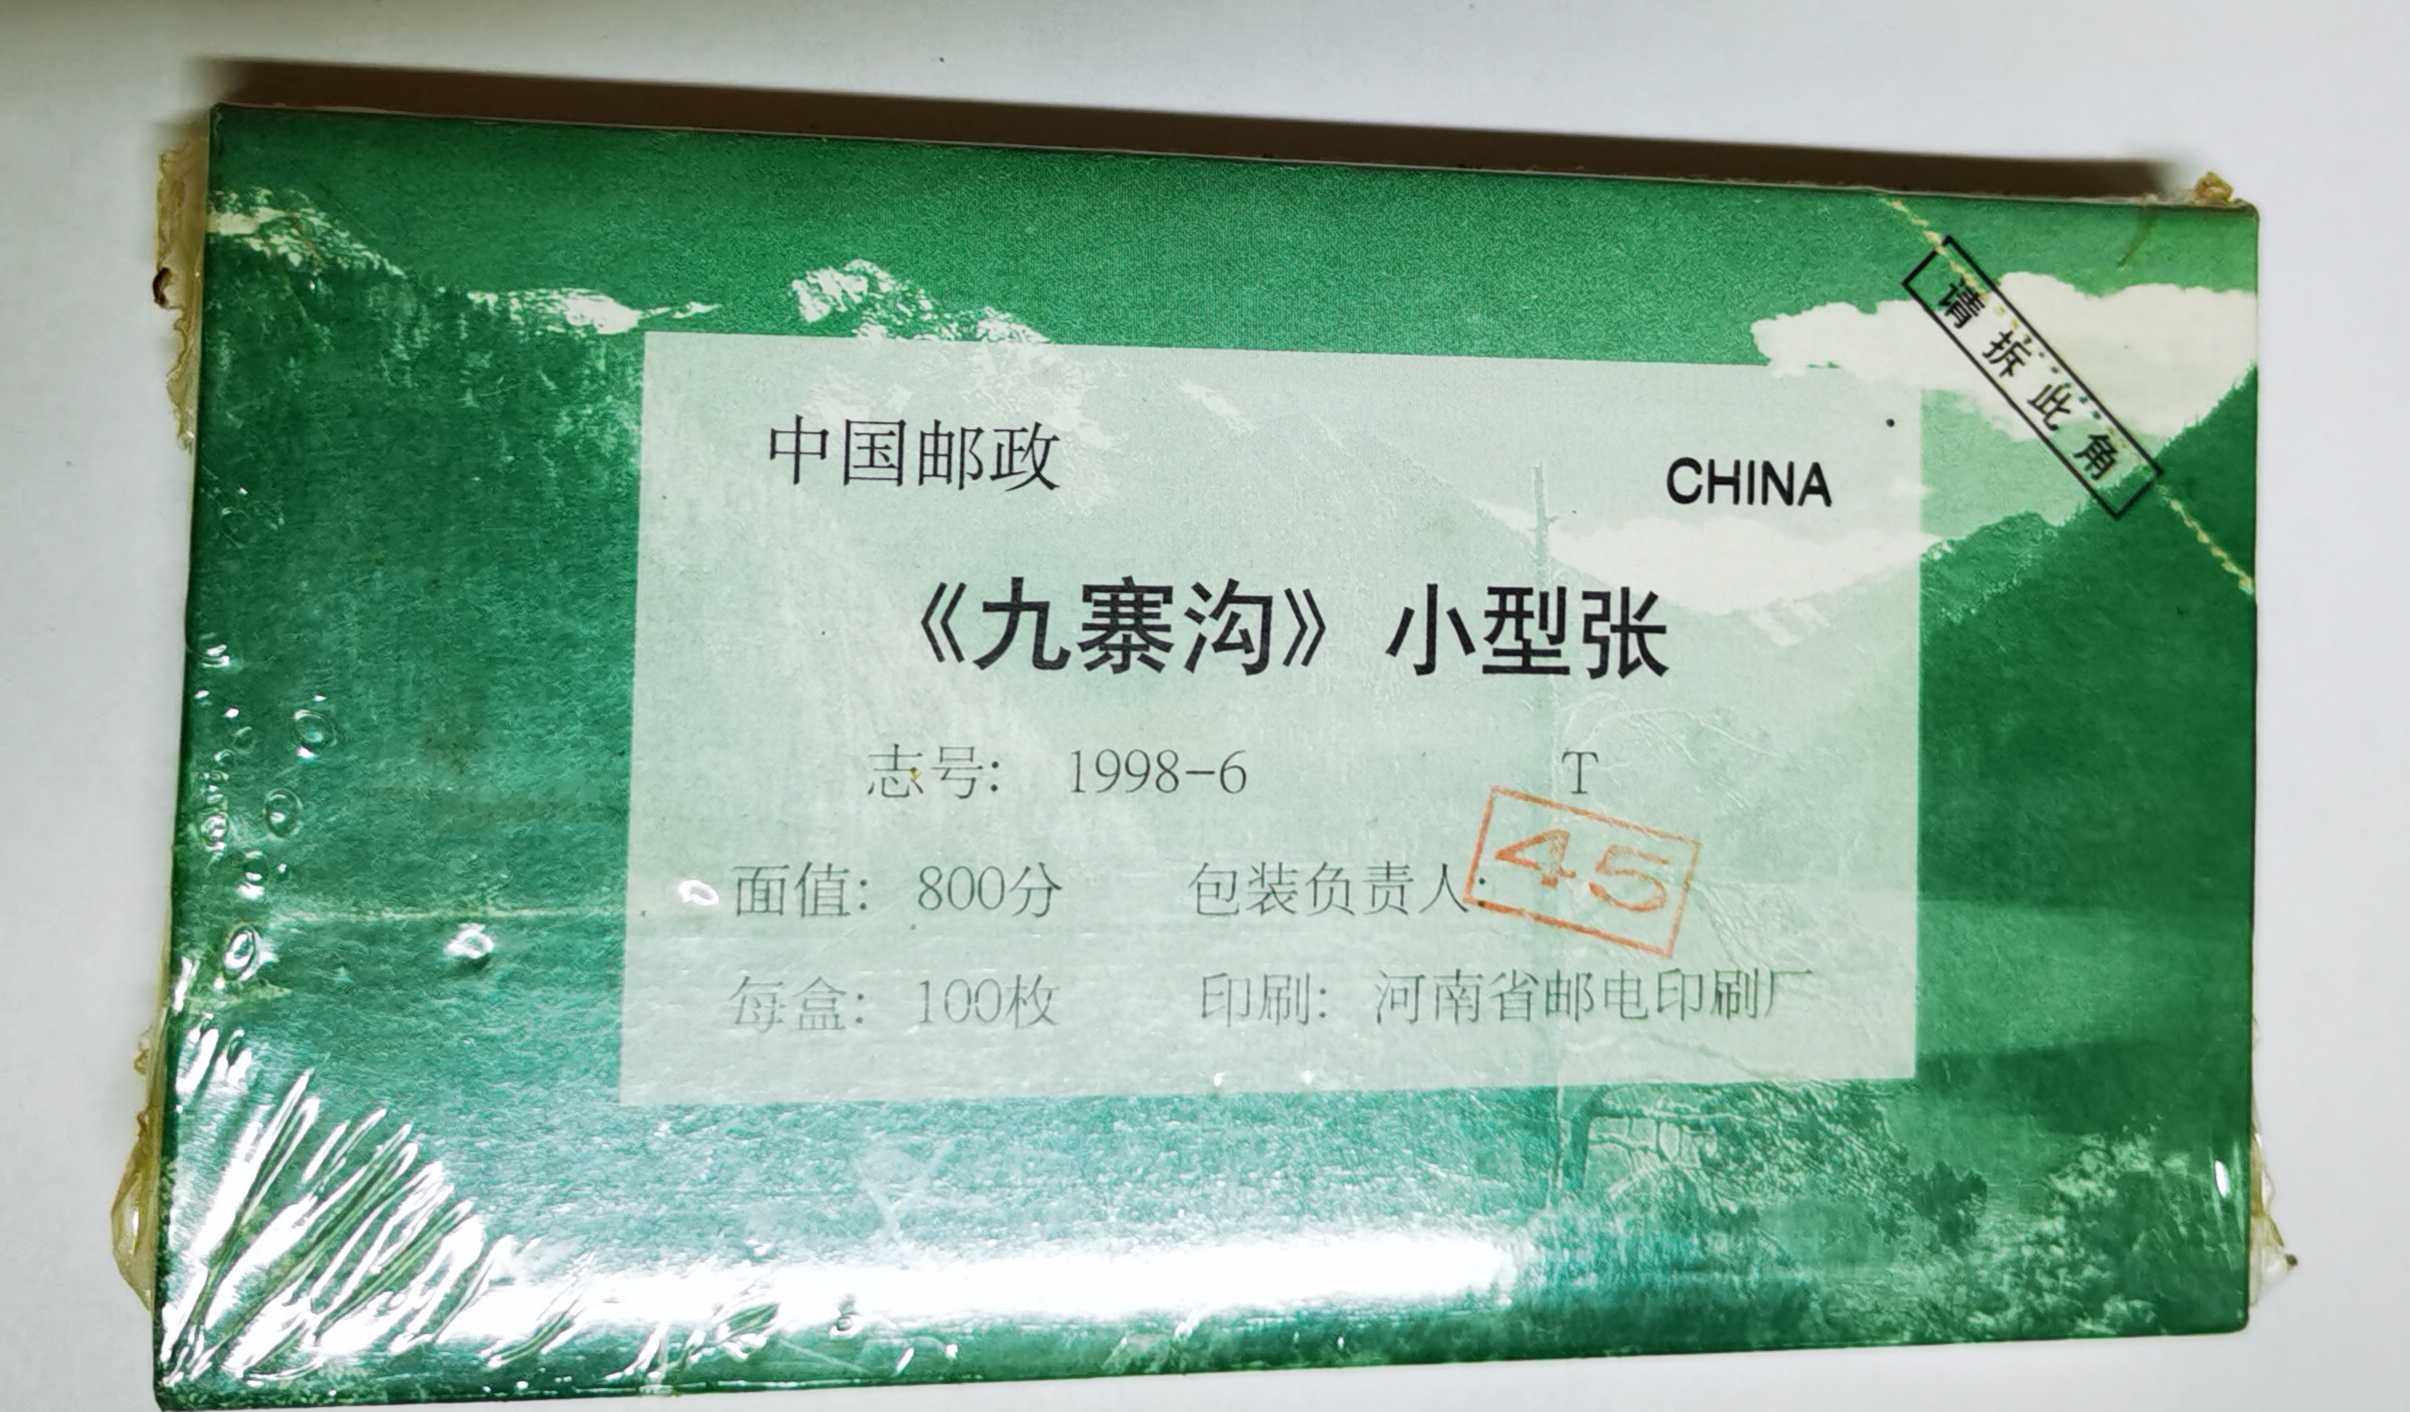 请拆此角
中国邮政 CHINA
《九寨沟》小型张
志号： 1998-6 T
面值： 800分 包装负责人： 45
每盒： 100枚 印刷： 河南省邮电印刷厂